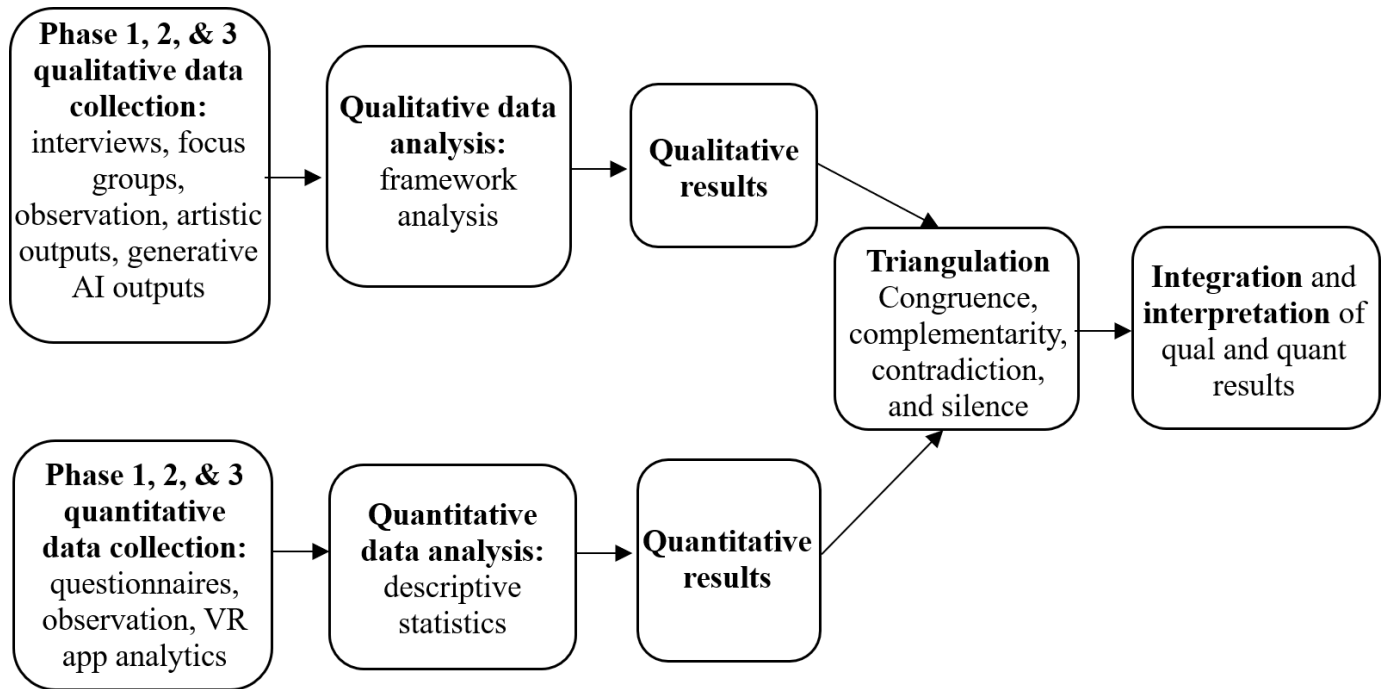 Phase 1, 2, & 3
qualitative data
collection:
interviews, focus
groups,
observation, artistic
outputs, generative
AI outputs
Qualitative data
analysis:
framework
analysis
Qualitative
results
Phase 1, 2, & 3
quantitative
data collection:
questionnaires,
observation, VR
app analytics
Quantitative
data analysis:
descriptive
statistics
Quantitative
results
Triangulation
Congruence,
complementarity,
contradiction,
and silence
Integration and
interpretation of
qual and quant
results